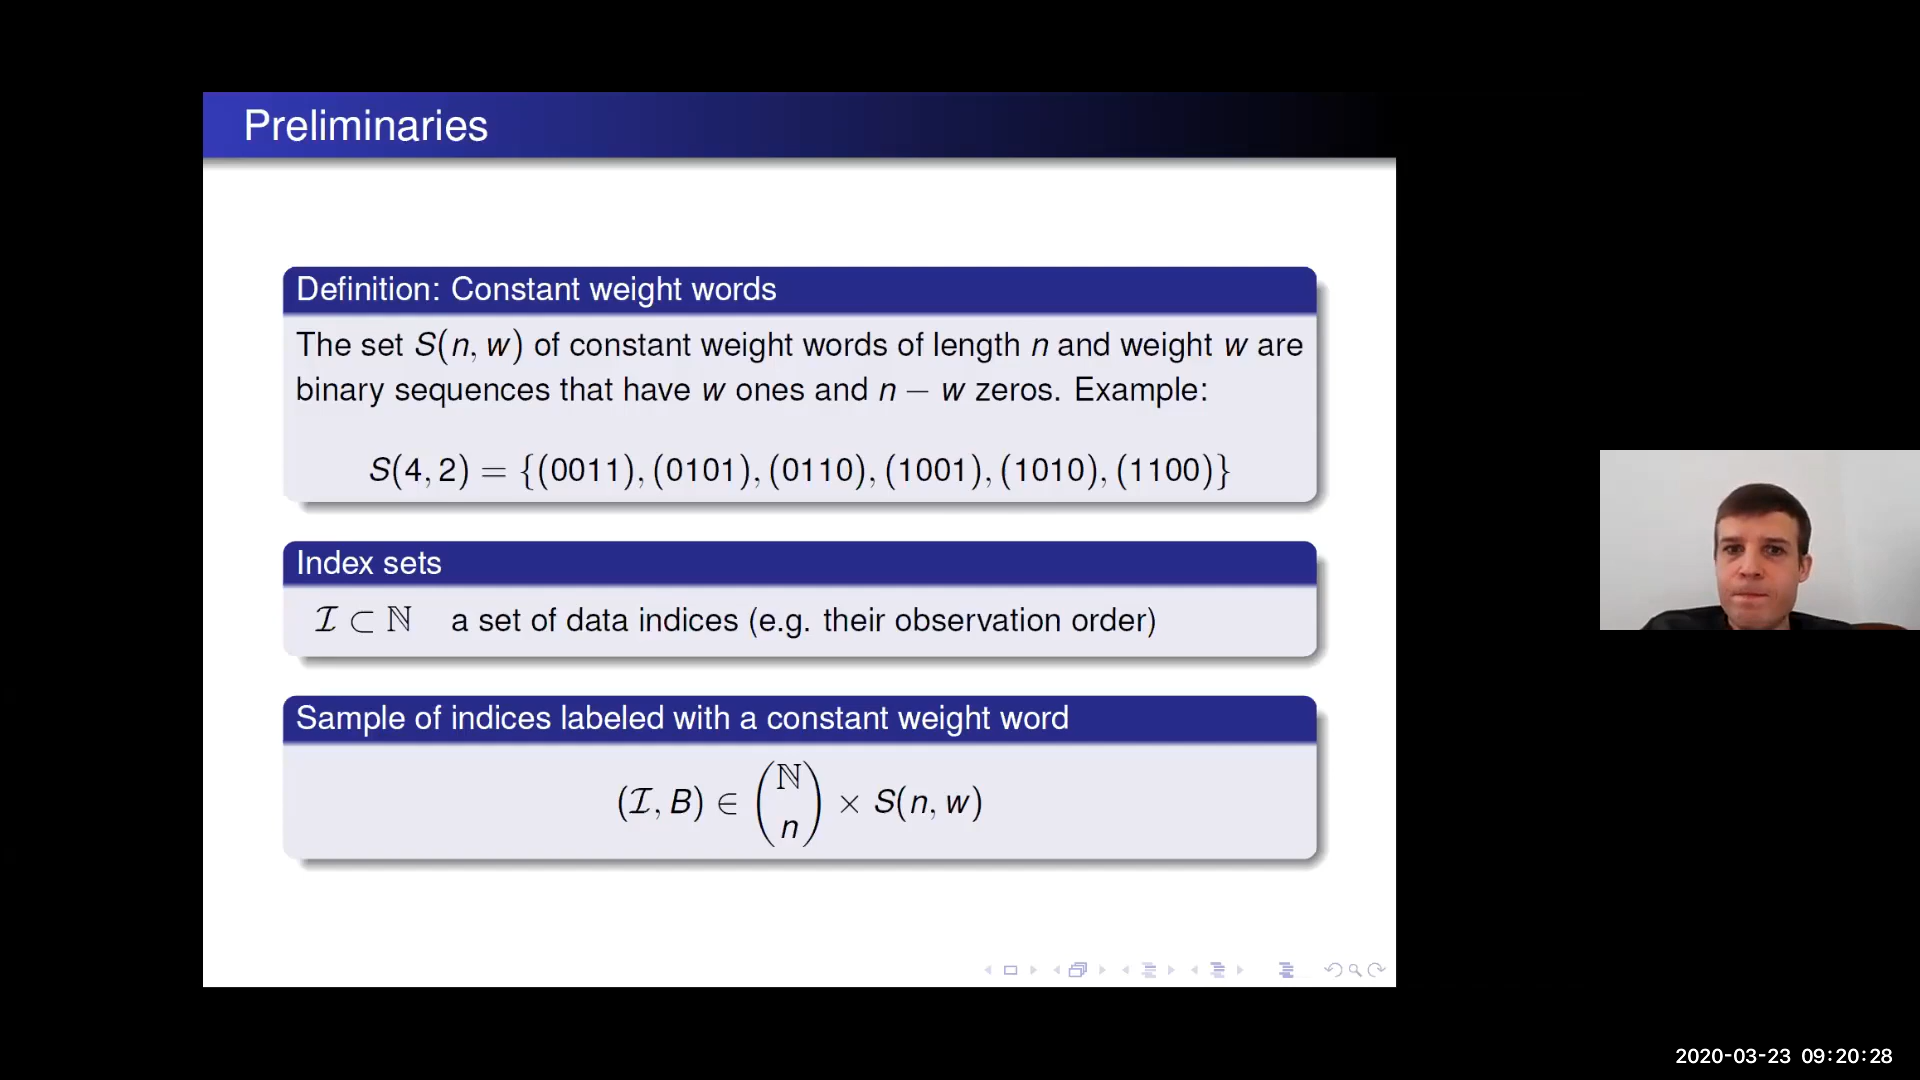 Preliminaries
Definition: Constant weight words
The set S(n, w) of constant weight words of length n and weight w are
binary sequences that have w ones and n − w zeros. Example:
S(4, 2) = {(0011), (0101), (0110), (1001), (1010), (1100)}
Index sets
ℐ ⊂ ℕ a set of data indices (e.g. their observation order)
Sample of indices labeled with a constant weight word
(ℐ, B) ∈ (ℕ n) × S(n, w)
2020-03-23 09:20:28